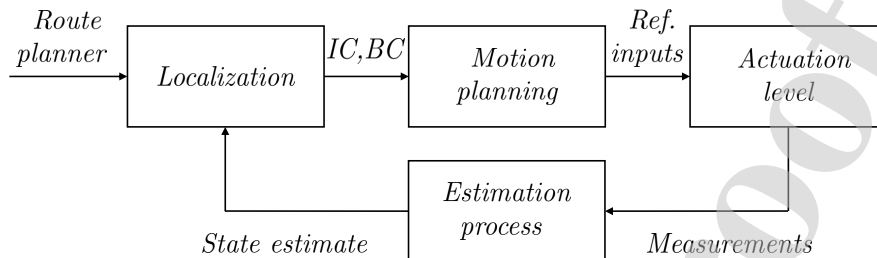 Route
planner
Localization
IC,BC
Motion
planning
Ref.
inputs
Actuation
level
Estimation
process
State estimate
Measurements